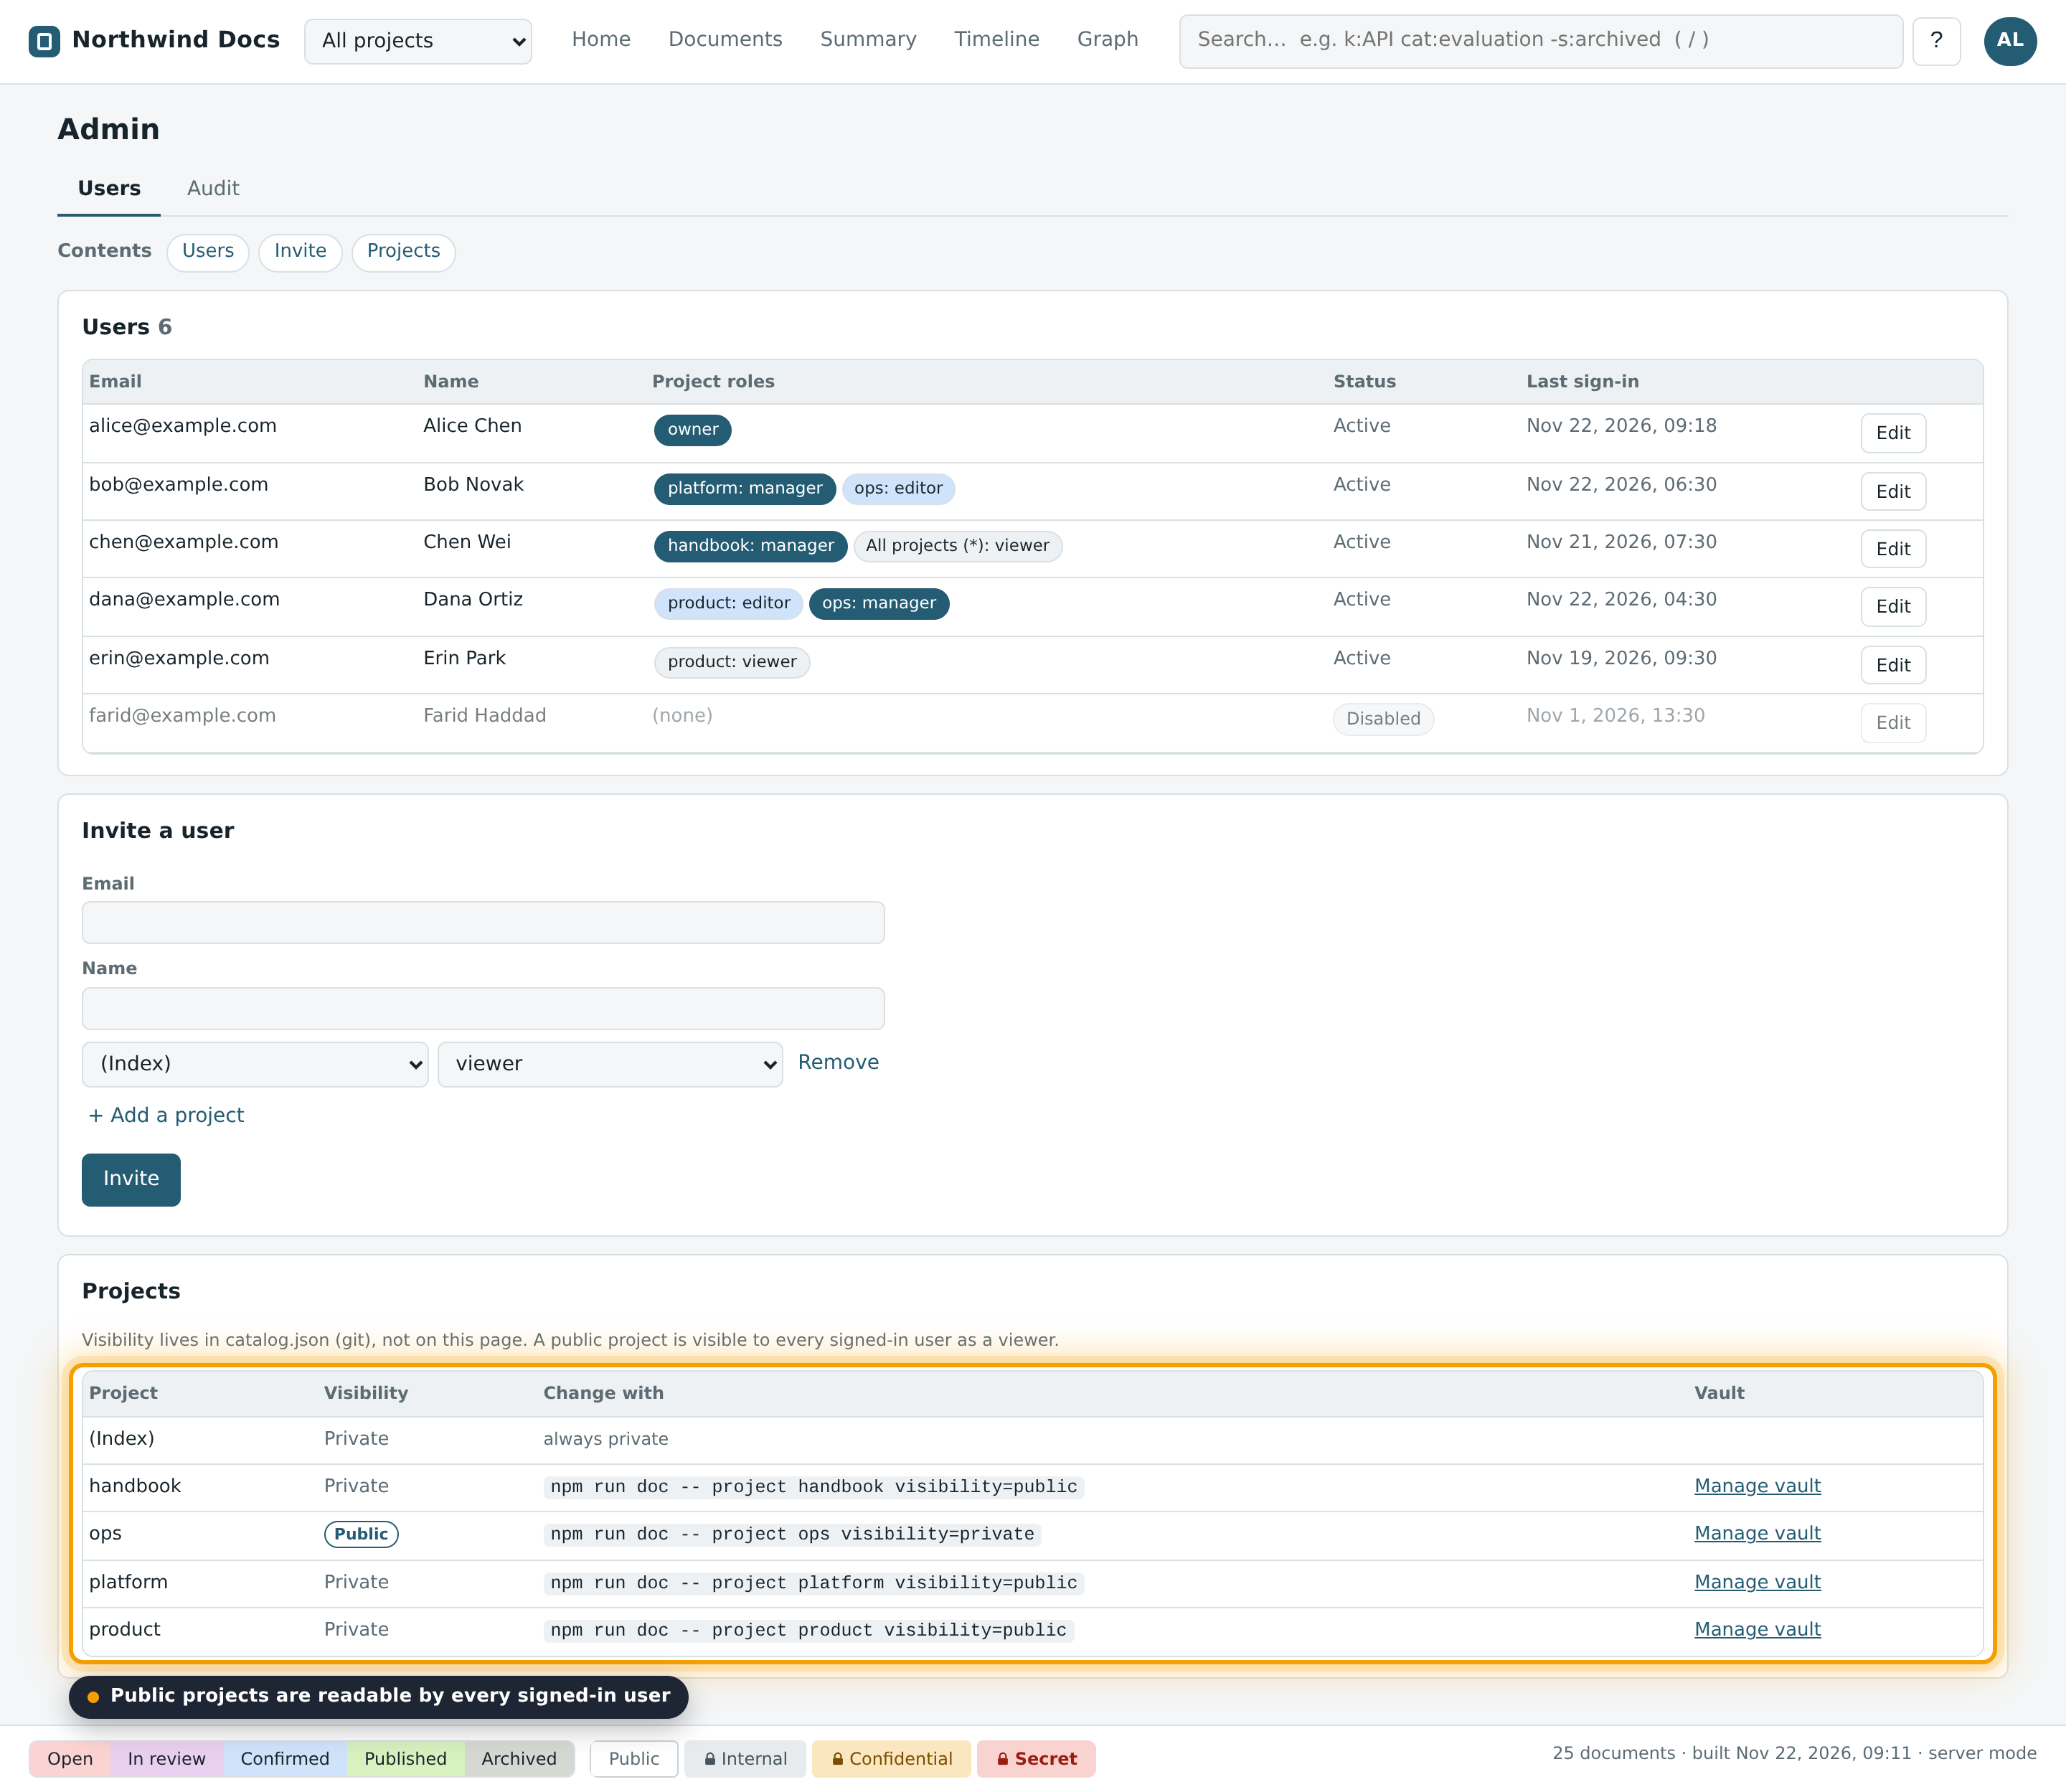 Northwind Docs All projects Home Documents Summary Timeline Graph Search... e.g. k:API cat:evaluation -s:archived ( / ) ? AL
Admin
Users Audit
Contents Users Invite Projects
Users 6
Email Name Project roles Status Last sign-in
alice@example.com Alice Chen owner Active Nov 22, 2026, 09:18 Edit
bob@example.com Bob Novak platform: manager ops: editor Active Nov 22, 2026, 06:30 Edit
chen@example.com Chen Wei handbook: manager All projects (*): viewer Active Nov 21, 2026, 07:30 Edit
dana@example.com Dana Ortiz product: editor ops: manager Active Nov 22, 2026, 04:30 Edit
erin@example.com Erin Park product: viewer Active Nov 19, 2026, 09:30 Edit
farid@example.com Farid Haddad (none) Disabled Nov 1, 2026, 13:30 Edit
Invite a user
Email
Name
(Index) viewer Remove
+ Add a project
Invite
Projects
Visibility lives in catalog.json (git), not on this page. A public project is visible to every signed-in user as a viewer.
Project Visibility Change with Vault
(Index) Private always private
handbook Private npm run doc -- project handbook visibility=public Manage vault
ops Public npm run doc -- project ops visibility=private Manage vault
platform Private npm run doc -- project platform visibility=public Manage vault
product Private npm run doc -- project product visibility=public Manage vault
Public projects are readable by every signed-in user
Open In review Confirmed Published Archived Public Internal Confidential Secret 25 documents · built Nov 22, 2026, 09:11 · server mode